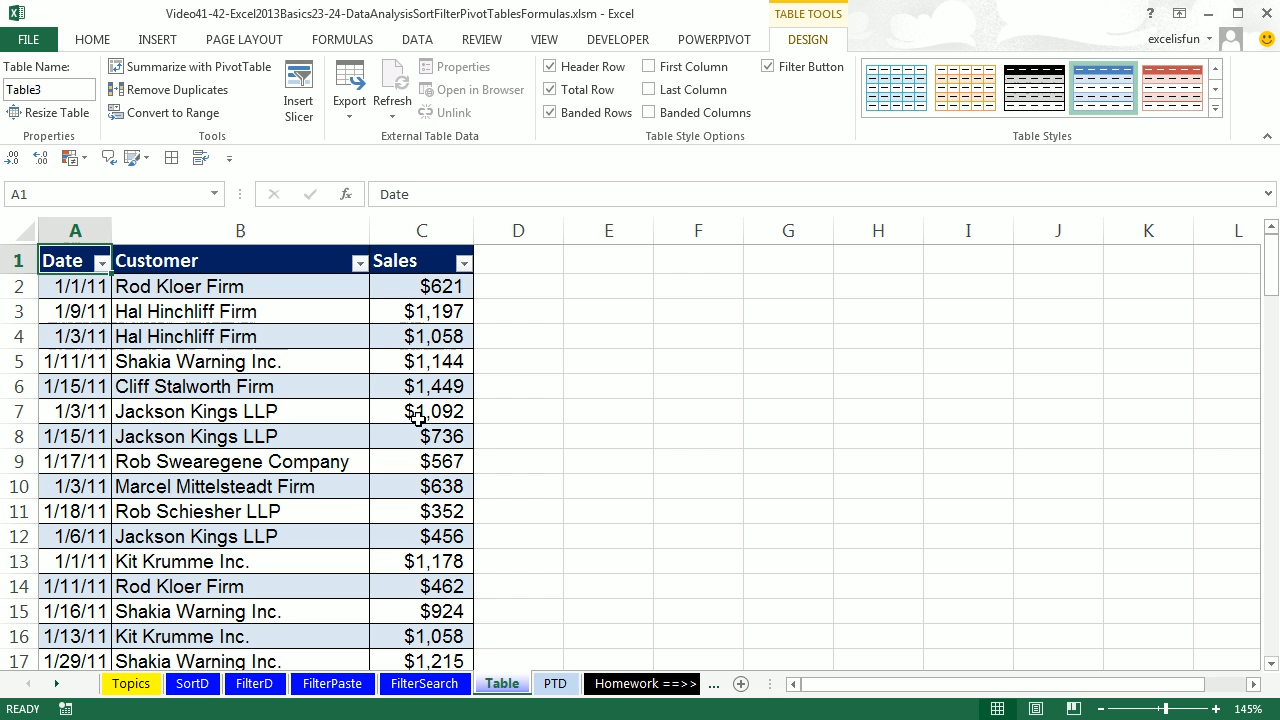 Video41-42-Excel2013Basics23-24-DataAnalysisSortFilterPivotTablesFormulas.xlsm - Excel
TABLE TOOLS
?
FILE HOME INSERT PAGE LAYOUT FORMULAS DATA REVIEW VIEW DEVELOPER POWERPIVOT DESIGN excelisfun
Table Name:
Table3
Resize Table
Properties
Summarize with PivotTable
Remove Duplicates
Convert to Range
Tools
Insert
Slicer
Export
Refresh
Properties
Open in Browser
Unlink
External Table Data
Header Row First Column Filter Button
Total Row Last Column
Banded Rows Banded Columns
Table Style Options
Table Styles
A1 fx Date
A B C D E F G H I J K L
1 Date Customer Sales
2 1/1/11 Rod Kloer Firm $621
3 1/9/11 Hal Hinchliff Firm $1,197
4 1/3/11 Hal Hinchliff Firm $1,058
5 1/11/11 Shakia Warning Inc. $1,144
6 1/15/11 Cliff Stalworth Firm $1,449
7 1/3/11 Jackson Kings LLP $1,092
8 1/15/11 Jackson Kings LLP $736
9 1/17/11 Rob Swearegene Company $567
10 1/3/11 Marcel Mittelsteadt Firm $638
11 1/18/11 Rob Schiesher LLP $352
12 1/6/11 Jackson Kings LLP $456
13 1/1/11 Kit Krumme Inc. $1,178
14 1/11/11 Rod Kloer Firm $462
15 1/16/11 Shakia Warning Inc. $924
16 1/13/11 Kit Krumme Inc. $1,058
17 1/29/11 Shakia Warning Inc. $1,215
Topics SortD FilterD FilterPaste FilterSearch Table PTD Homework ==>> ...
READY 145%